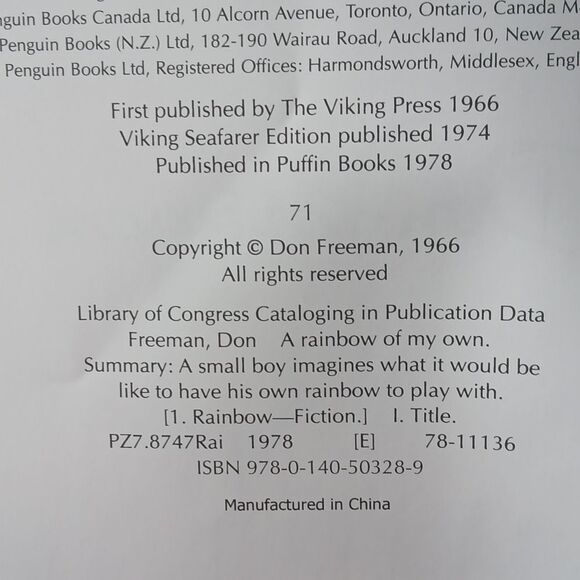 Penguin Books Canada Ltd, 10 Alcorn Avenue, Toronto, Ontario, Canada
Penguin Books (N.Z.) Ltd, 182-190 Wairau Road, Auckland 10, New Zea
Penguin Books Ltd, Registered Offices: Harmondsworth, Middlesex, Engl
First published by The Viking Press 1966
Viking Seafarer Edition published 1974
Published in Puffin Books 1978
71
Copyright © Don Freeman, 1966
All rights reserved
Library of Congress Cataloging in Publication Data
Freeman, Don    A rainbow of my own.
Summary: A small boy imagines what it would be
like to have his own rainbow to play with.
[1. Rainbow—Fiction.]    I. Title.
PZ7.8747Rai    1978    [E]    78-11136
ISBN 978-0-140-50328-9
Manufactured in China